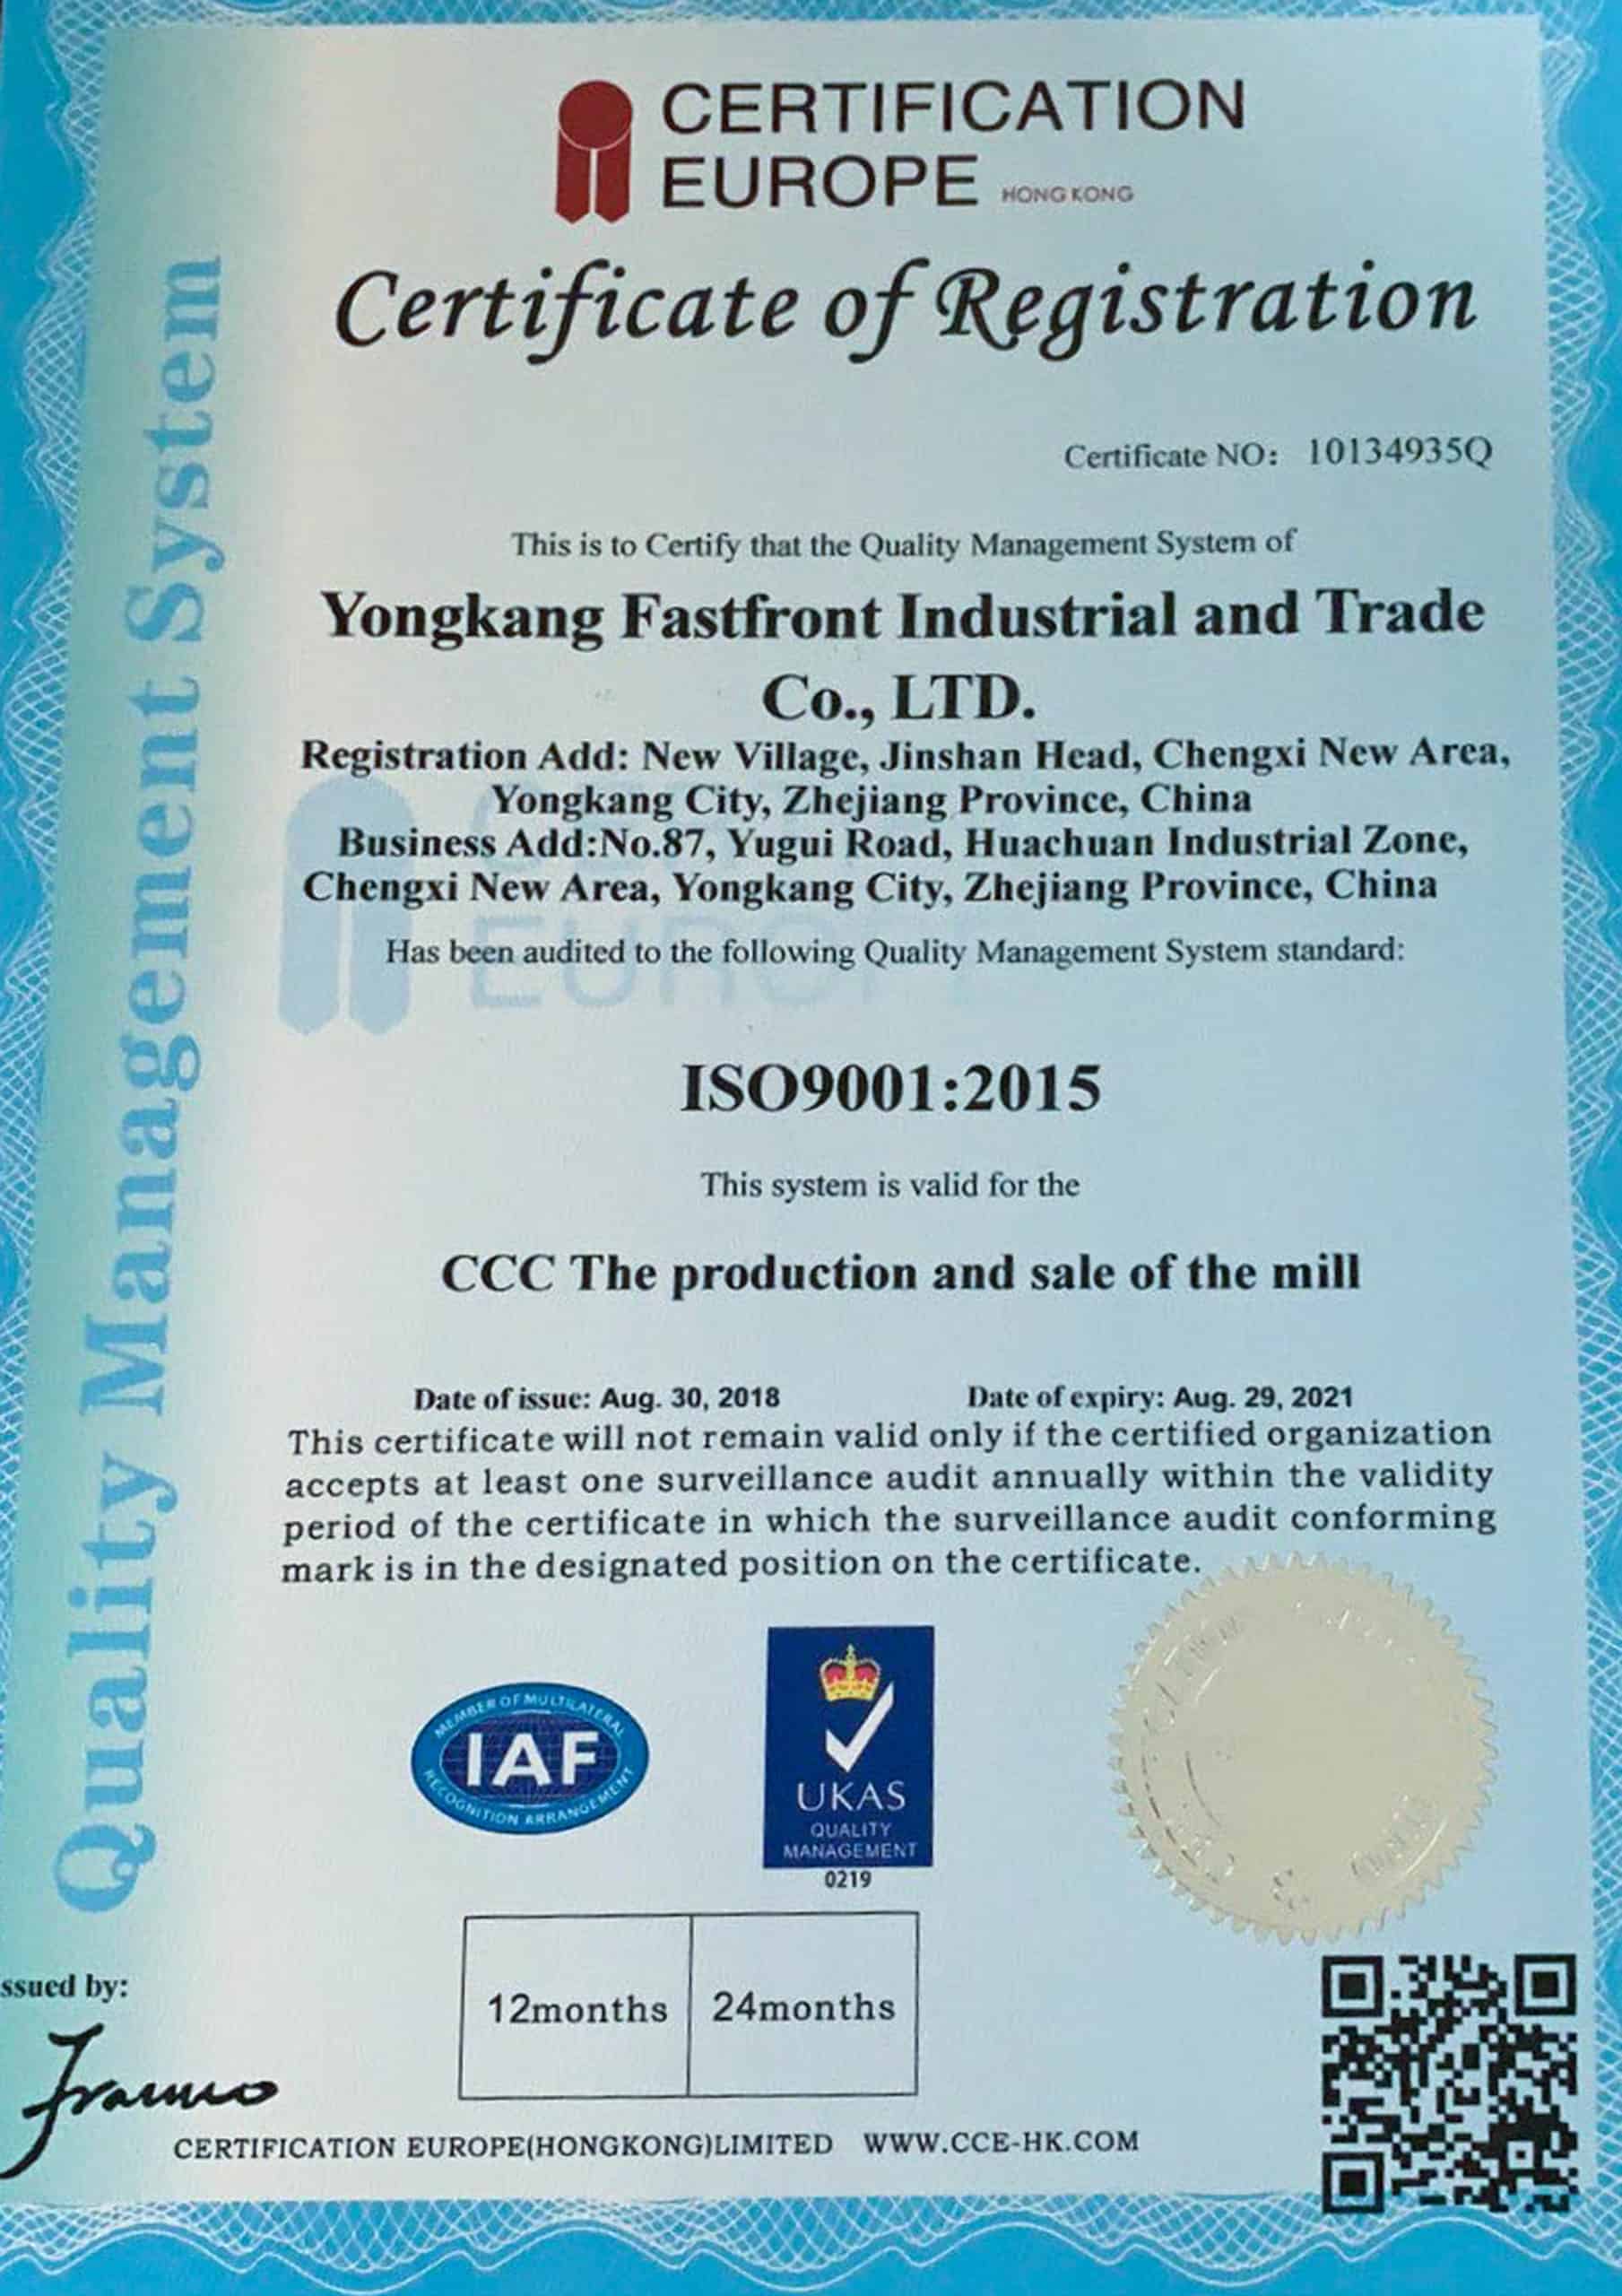 CERTIFICATION
EUROPE HONG KONG
Certificate of Registration
Quality Management System
Certificate NO: 10134935Q
This is to Certify that the Quality Management System of
Yongkang Fastfront Industrial and Trade
Co., LTD.
Registration Add: New Village, Jinshan Head, Chengxi New Area,
Yongkang City, Zhejiang Province, China
Business Add:No.87, Yugui Road, Huachuan Industrial Zone,
Chengxi New Area, Yongkang City, Zhejiang Province, China
EUROPE
Has been audited to the following Quality Management System standard:
ISO9001:2015
This system is valid for the
CCC The production and sale of the mill
Date of issue: Aug. 30, 2018 Date of expiry: Aug. 29, 2021
This certificate will not remain valid only if the certified organization
accepts at least one surveillance audit annually within the validity
period of the certificate in which the surveillance audit conforming
mark is in the designated position on the certificate.
MEMBER OF MULTILATERAL
IAF
RECOGNITION ARRANGEMENT
UKAS
QUALITY
MANAGEMENT
0219
12months 24months
ssued by:
CERTIFICATION EUROPE(HONGKONG)LIMITED WWW.CCE-HK.COM